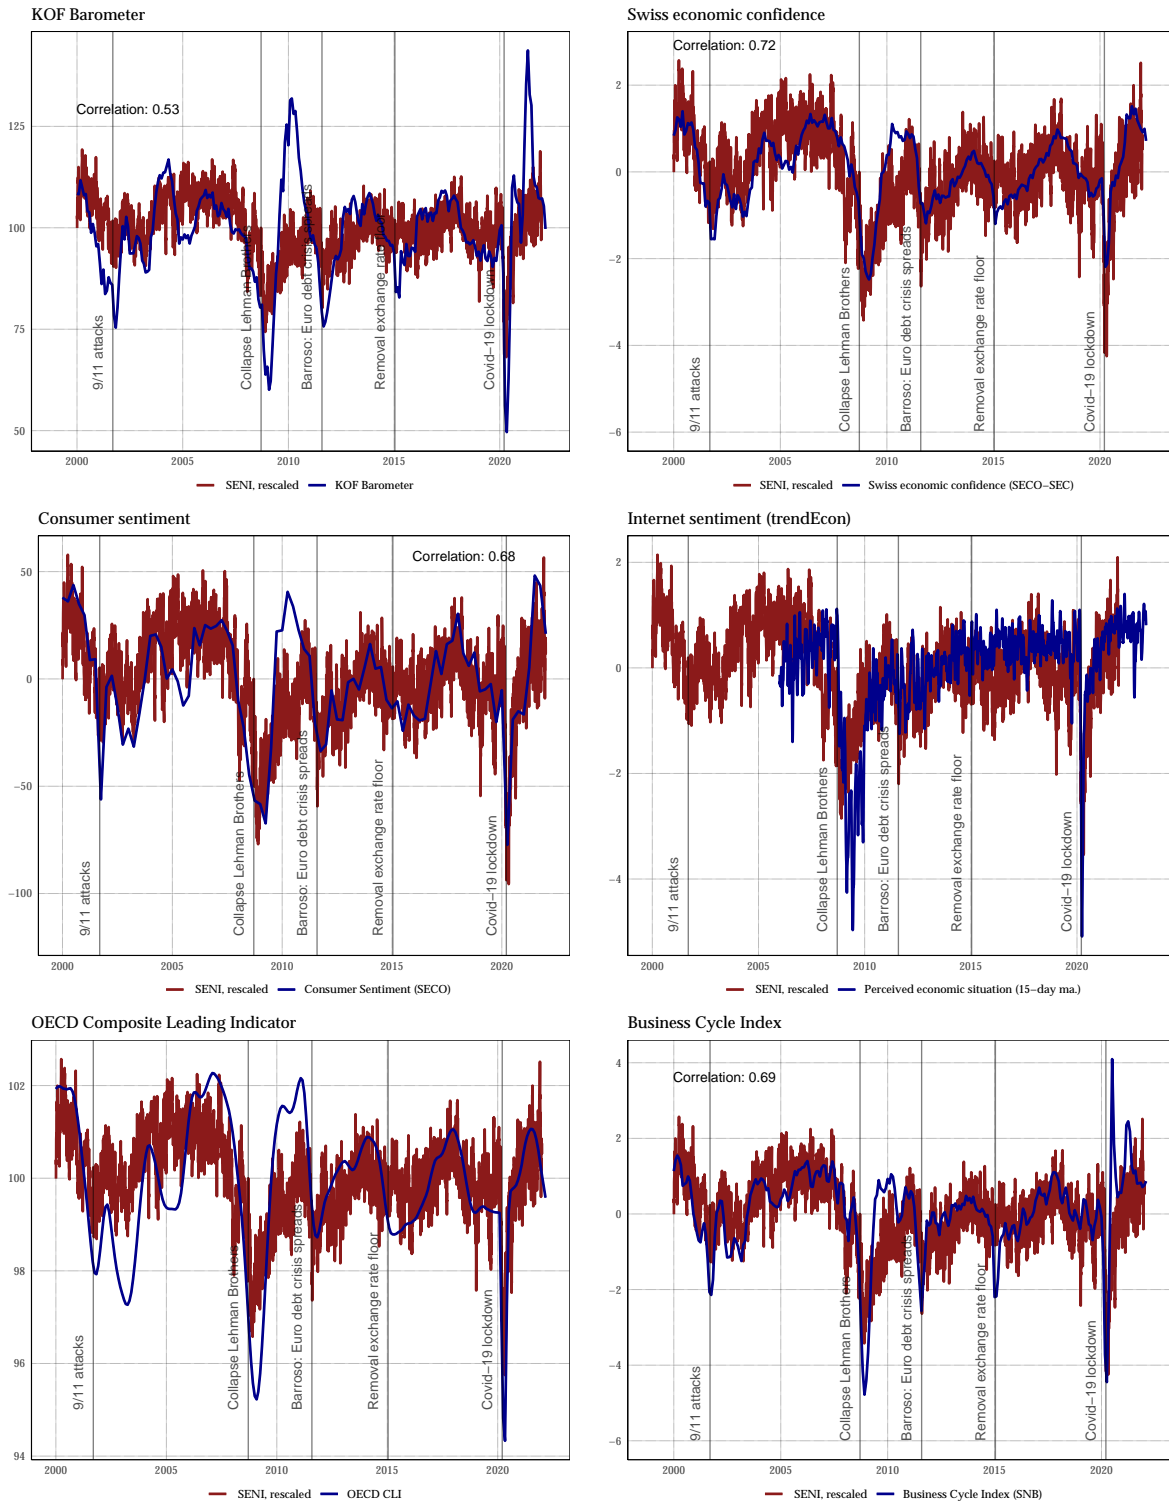 KOF Barometer
Correlation: 0.53
125
100
75
50
9/11 attacks
Collapse Lehman Brothers
Barroso: Euro debt crisis spreads
Removal exchange rate floor
Covid−19 lockdown
2000 2005 2010 2015 2020
SENI, rescaled KOF Barometer
Swiss economic confidence
Correlation: 0.72
2
0
−2
−4
−6
9/11 attacks
Collapse Lehman Brothers
Barroso: Euro debt crisis spreads
Removal exchange rate floor
Covid−19 lockdown
2000 2005 2010 2015 2020
SENI, rescaled Swiss economic confidence (SECO−SEC)
Consumer sentiment
Correlation: 0.68
50
0
−50
−100
9/11 attacks
Collapse Lehman Brothers
Barroso: Euro debt crisis spreads
Removal exchange rate floor
Covid−19 lockdown
2000 2005 2010 2015 2020
SENI, rescaled Consumer Sentiment (SECO)
Internet sentiment (trendEcon)
2
0
−2
−4
9/11 attacks
Collapse Lehman Brothers
Barroso: Euro debt crisis spreads
Removal exchange rate floor
Covid−19 lockdown
2000 2005 2010 2015 2020
SENI, rescaled Perceived economic situation (15−day ma.)
OECD Composite Leading Indicator
102
100
98
96
94
9/11 attacks
Collapse Lehman Brothers
Barroso: Euro debt crisis spreads
Removal exchange rate floor
Covid−19 lockdown
2000 2005 2010 2015 2020
SENI, rescaled OECD CLI
Business Cycle Index
Correlation: 0.69
4
2
0
−2
−4
−6
9/11 attacks
Collapse Lehman Brothers
Barroso: Euro debt crisis spreads
Removal exchange rate floor
Covid−19 lockdown
2000 2005 2010 2015 2020
SENI, rescaled Business Cycle Index (SNB)